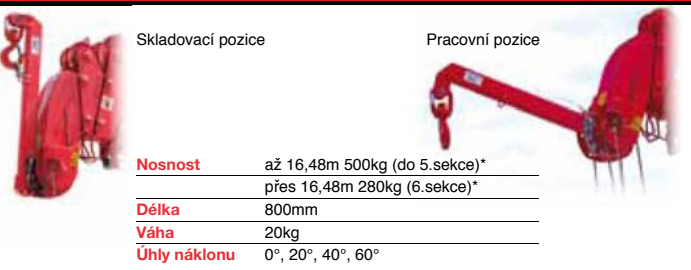 Skladovací pozice Pracovní pozice
Nosnost až 16,48m 500kg (do 5.sekce)*
přes 16,48m 280kg (6.sekce)*
Délka 800mm
Váha 20kg
Úhly náklonu 0°, 20°, 40°, 60°